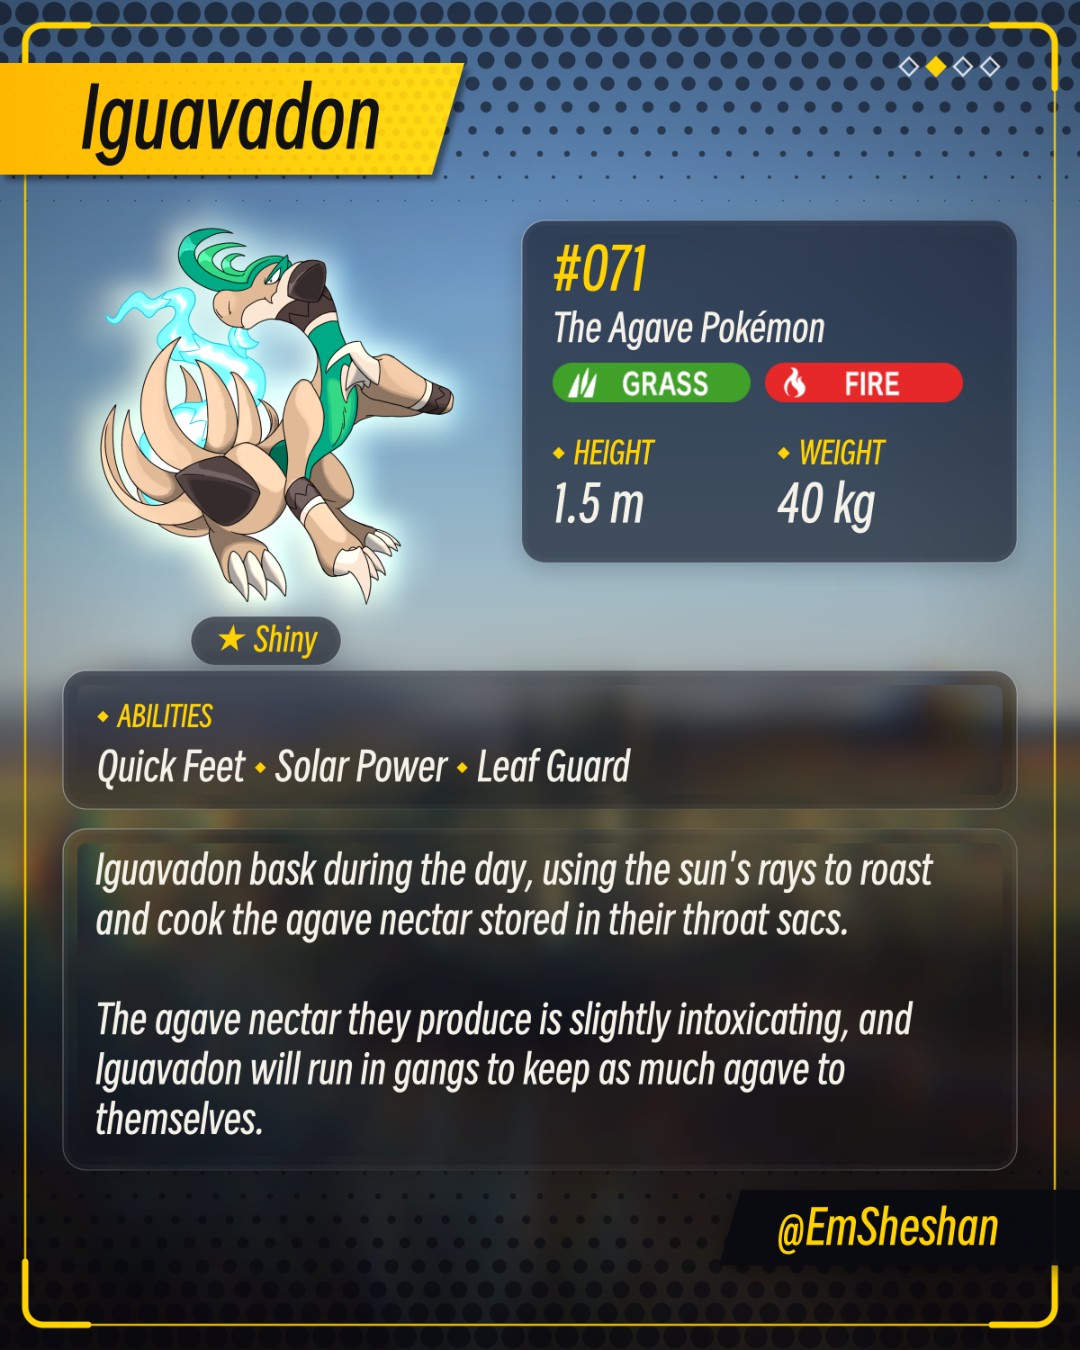 Iguavadon
#071
The Agave Pokémon
GRASS FIRE
HEIGHT WEIGHT
1.5 m 40 kg
★ Shiny
ABILITIES
Quick Feet ⬥ Solar Power ⬥ Leaf Guard
Iguavadon bask during the day, using the sun's rays to roast
and cook the agave nectar stored in their throat sacs.
The agave nectar they produce is slightly intoxicating, and
Iguavadon will run in gangs to keep as much agave to
themselves.
@EmSheshan